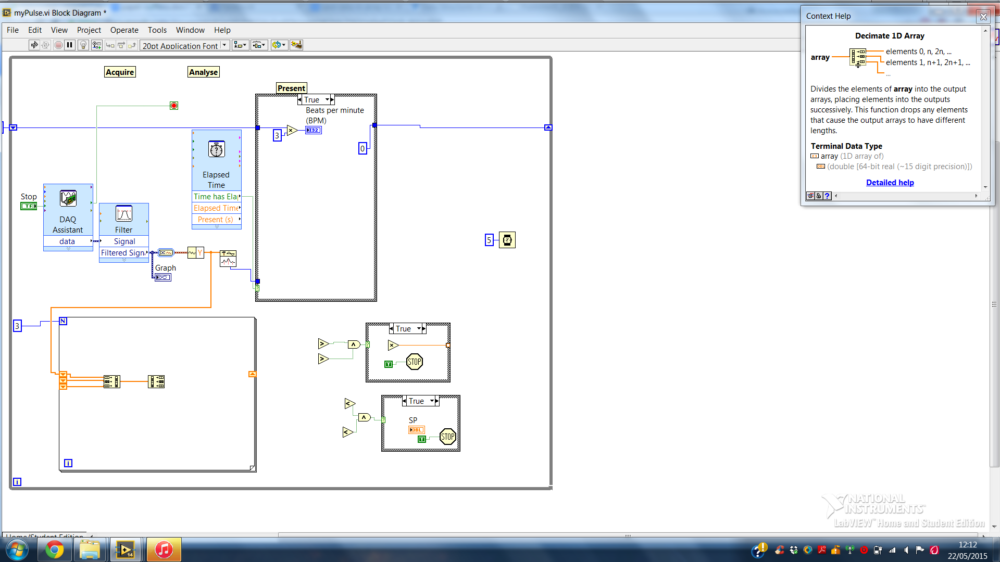 myPulse.vi Block Diagram *
File Edit View Project Operate Tools Window Help
20pt Application Font
Acquire
Analyse
Present
True
Beats per minute
(BPM)
3
I32
0
Elapsed
Time
Time has Ela
Elapsed Time
Present (s)
Stop
TF
DAQ
Assistant
data
Filter
Signal
Filtered Sign
Graph
Y
5
3
N
i
i
True
T
STOP
True
SP
DBL
T
STOP
Context Help
Decimate 1D Array
array
elements 0, n, 2n, ...
elements 1, n+1, 2n+1, ...
...
Divides the elements of array into the output
arrays, placing elements into the outputs
successively. This function drops any elements
that cause the output arrays to have different
lengths.
Terminal Data Type
array (1D array of)
DBL (double [64-bit real (~15 digit precision)])
Detailed help
NATIONAL
INSTRUMENTS
LabVIEW™ Home and Student Edition
Home/Student Edition
14
12:12
22/05/2015